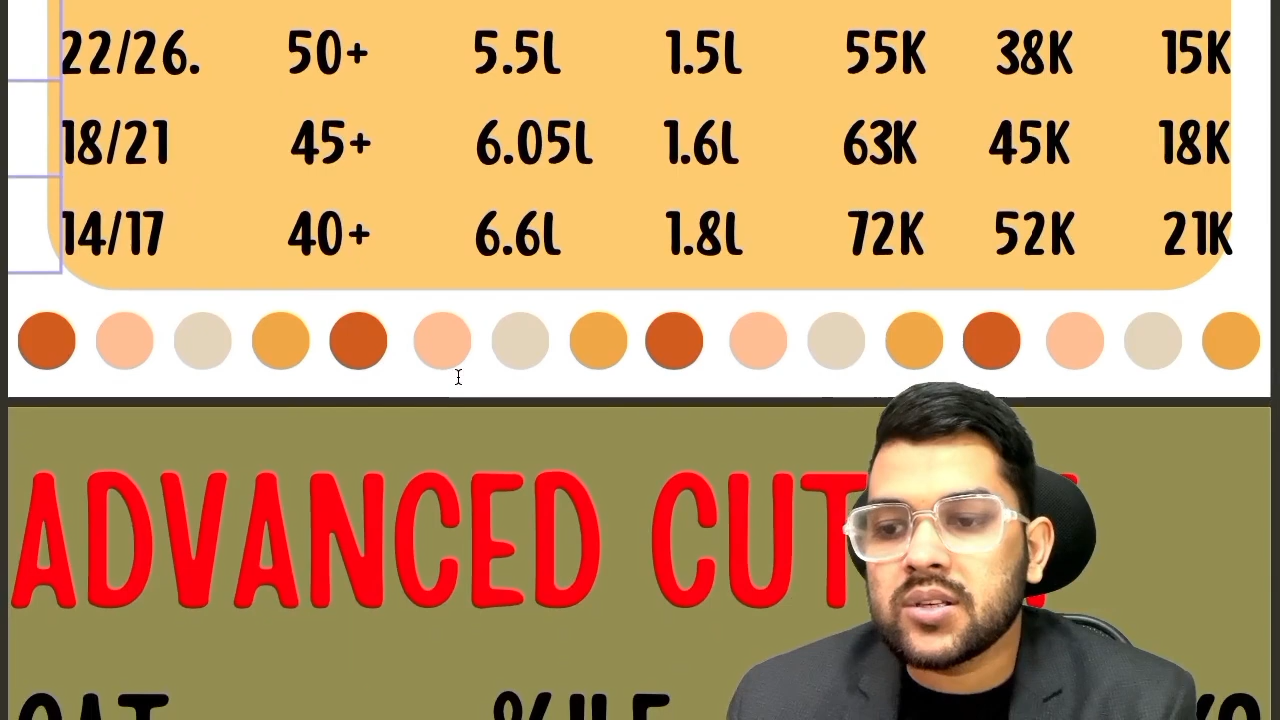 22/26. 50+ 5.5L 1.5L 55K 38K 15K
18/21 45+ 6.05L 1.6L 63K 45K 18K
14/17 40+ 6.6L 1.8L 72K 52K 21K
ADVANCED